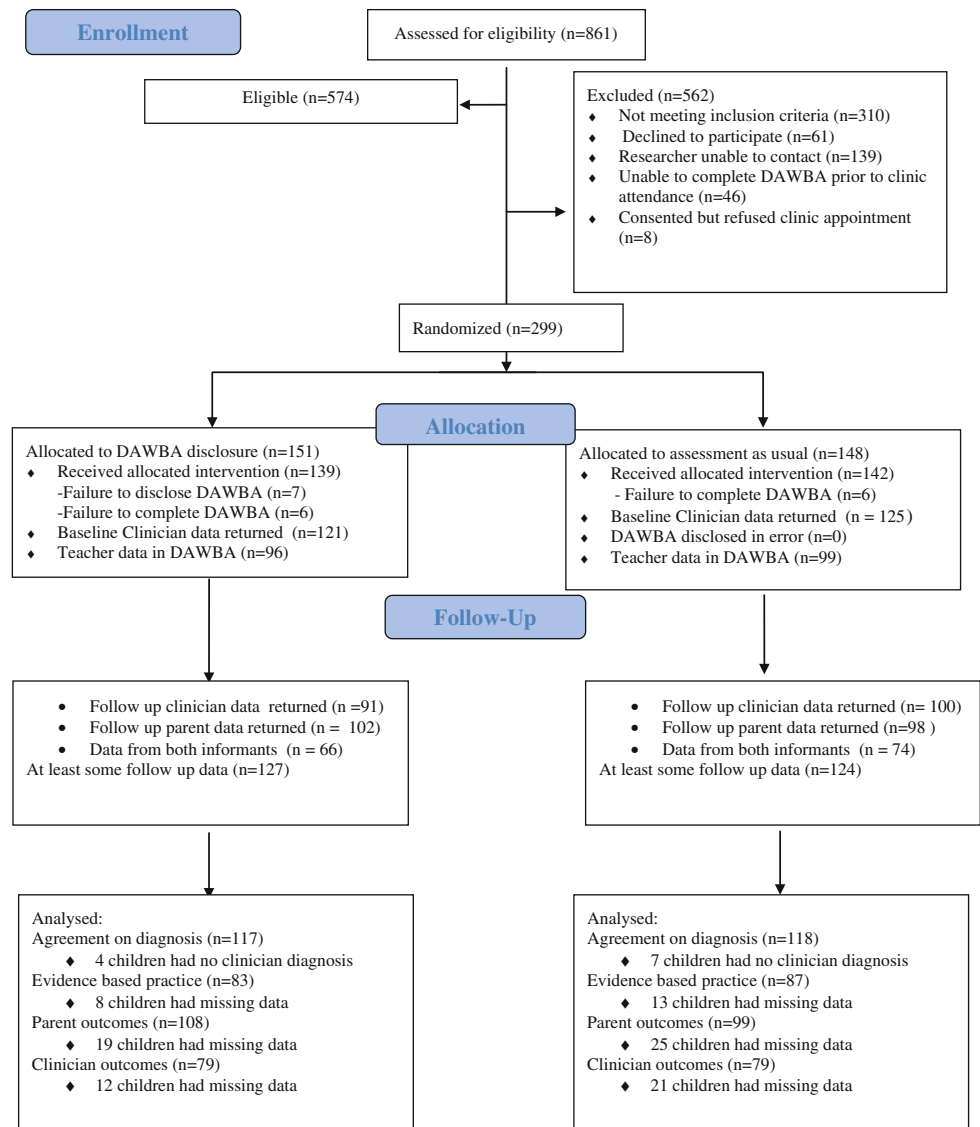 Enrollment
Assessed for eligibility (n=861)
Eligible (n=574)
Excluded (n=562)
♦ Not meeting inclusion criteria (n=310)
♦ Declined to participate (n=61)
♦ Researcher unable to contact (n=139)
♦ Unable to complete DAWBA prior to clinic
attendance (n=46)
♦ Consented but refused clinic appointment
(n=8)
Randomized (n=299)
Allocation
Allocated to DAWBA disclosure (n=151)
♦ Received allocated intervention (n=139)
-Failure to disclose DAWBA (n=7)
-Failure to complete DAWBA (n=6)
♦ Baseline Clinician data returned (n=121)
♦ Teacher data in DAWBA (n=96)
Allocated to assessment as usual (n=148)
♦ Received allocated intervention (n=142)
- Failure to complete DAWBA (n=6)
♦ Baseline Clinician data returned (n = 125)
♦ DAWBA disclosed in error (n=0)
♦ Teacher data in DAWBA (n=99)
Follow-Up
• Follow up clinician data returned (n =91)
• Follow up parent data returned (n = 102)
• Data from both informants (n = 66)
At least some follow up data (n=127)
• Follow up clinician data returned (n= 100)
• Follow up parent data returned (n=98 )
• Data from both informants (n = 74)
At least some follow up data (n=124)
Analysed:
Agreement on diagnosis (n=117)
♦ 4 children had no clinician diagnosis
Evidence based practice (n=83)
♦ 8 children had missing data
Parent outcomes (n=108)
♦ 19 children had missing data
Clinician outcomes (n=79)
♦ 12 children had missing data
Analysed:
Agreement on diagnosis (n=118)
♦ 7 children had no clinician diagnosis
Evidence based practice (n=87)
♦ 13 children had missing data
Parent outcomes (n=99)
♦ 25 children had missing data
Clinician outcomes (n=79)
♦ 21 children had missing data